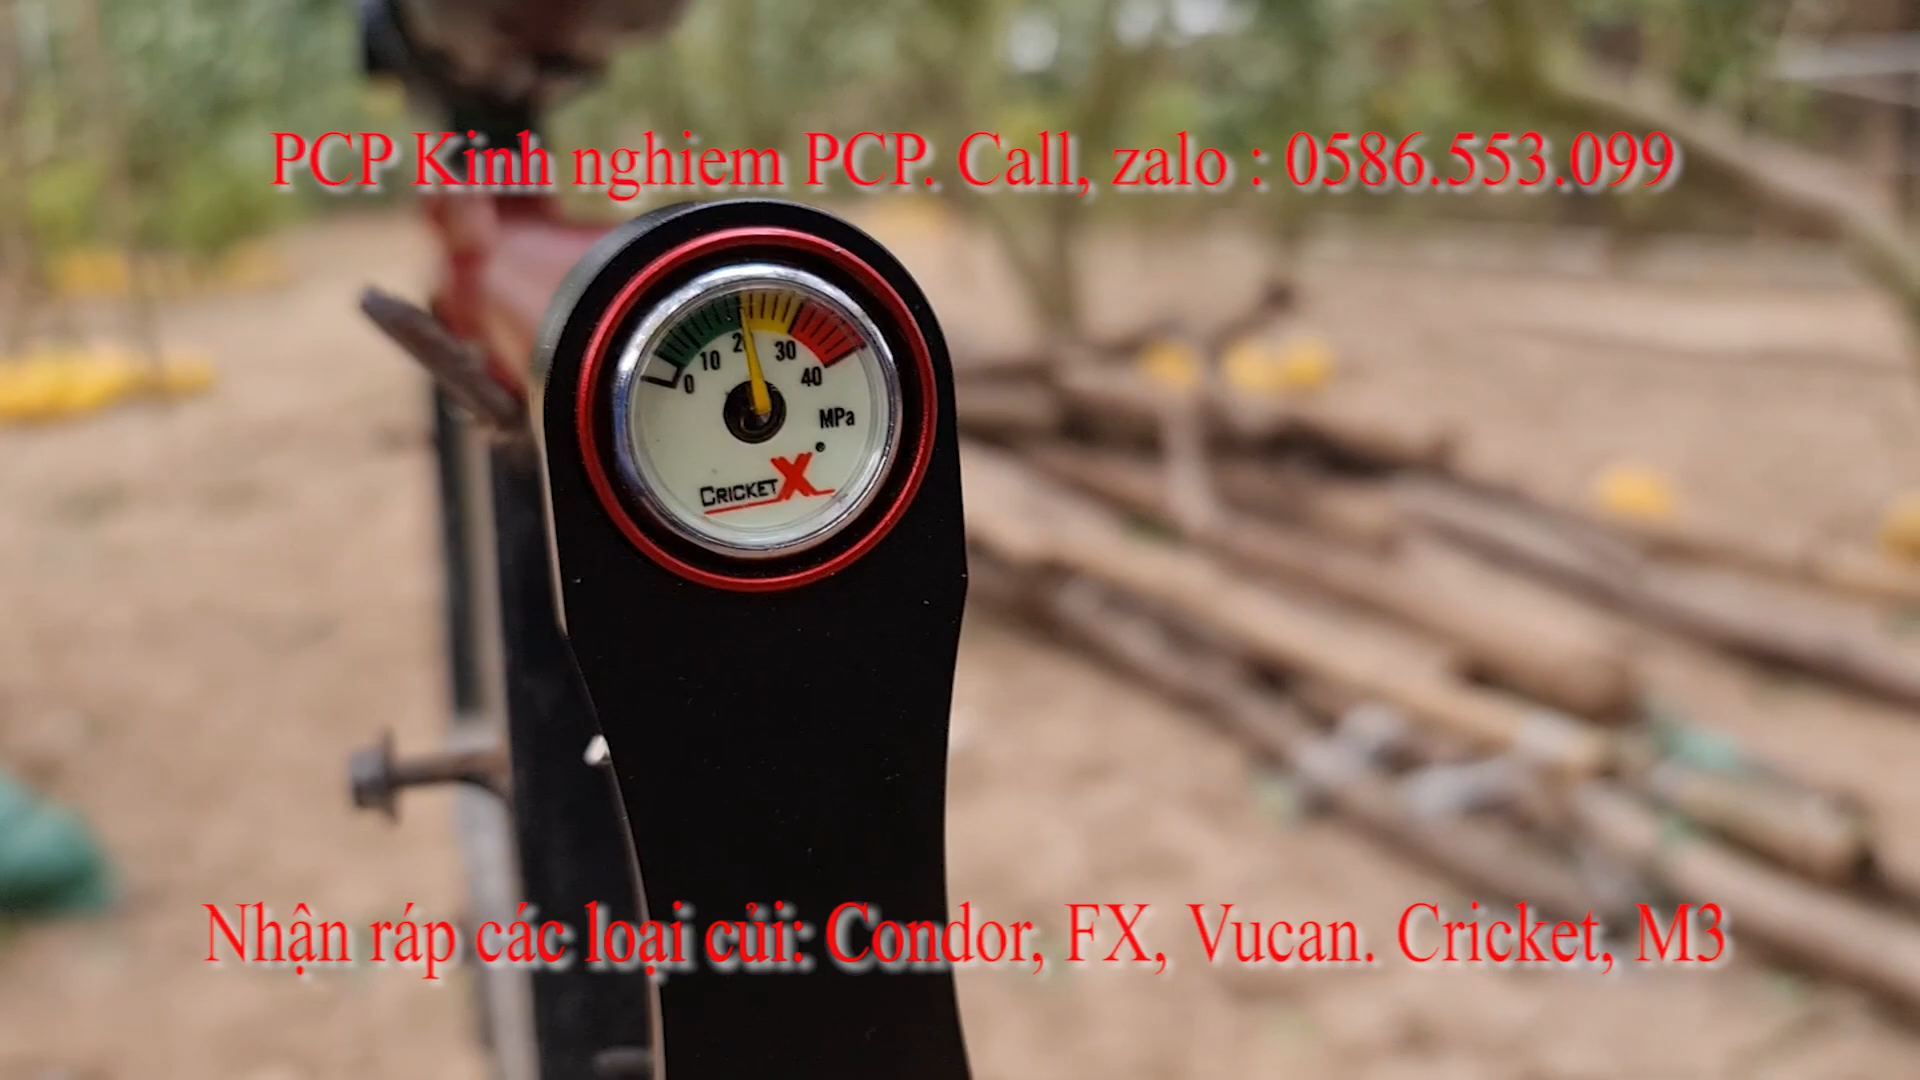 PCP Kinh nghiem PCP. Call, zalo : 0586.553.099
0 10 2 30 40
MPa
CRICKET X
Nhận ráp các loại củi: Condor, FX, Vucan. Cricket, M3